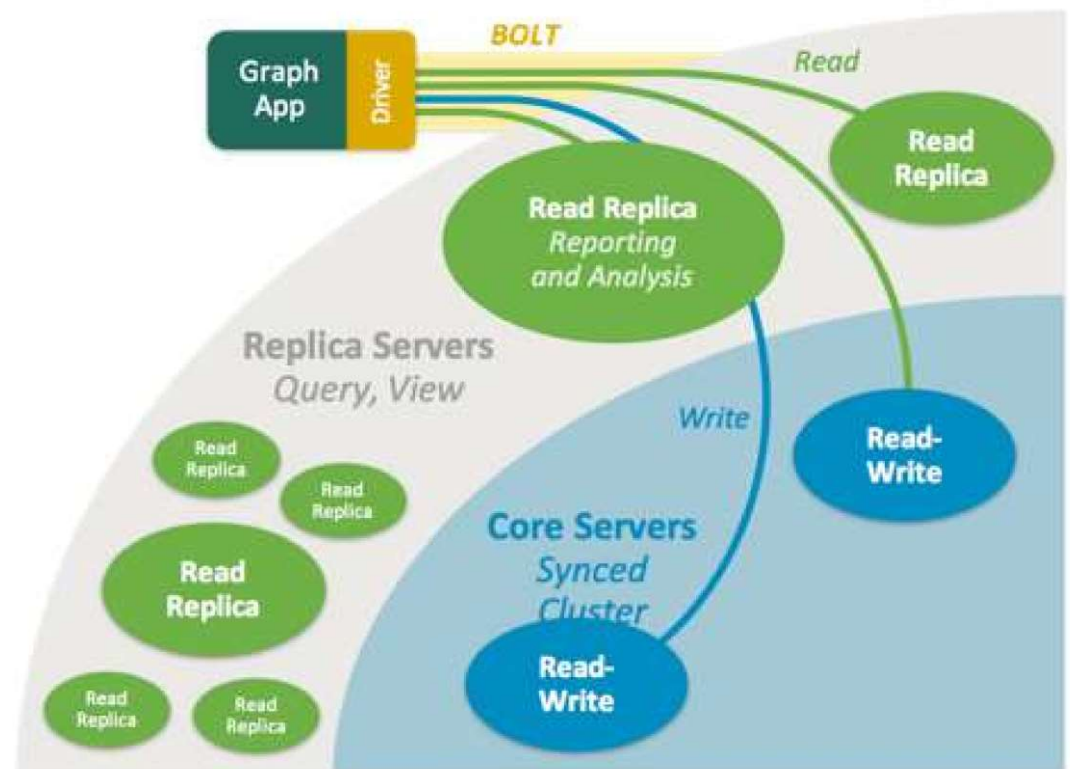 BOLT
Graph
App
Driver
Read
Read
Replica
Read Replica
Reporting
and Analysis
Replica Servers
Query, View
Write
Read-
Write
Read
Replica
Read
Replica
Core Servers
Synced
Cluster
Read
Replica
Read-
Write
Read
Replica
Read
Replica